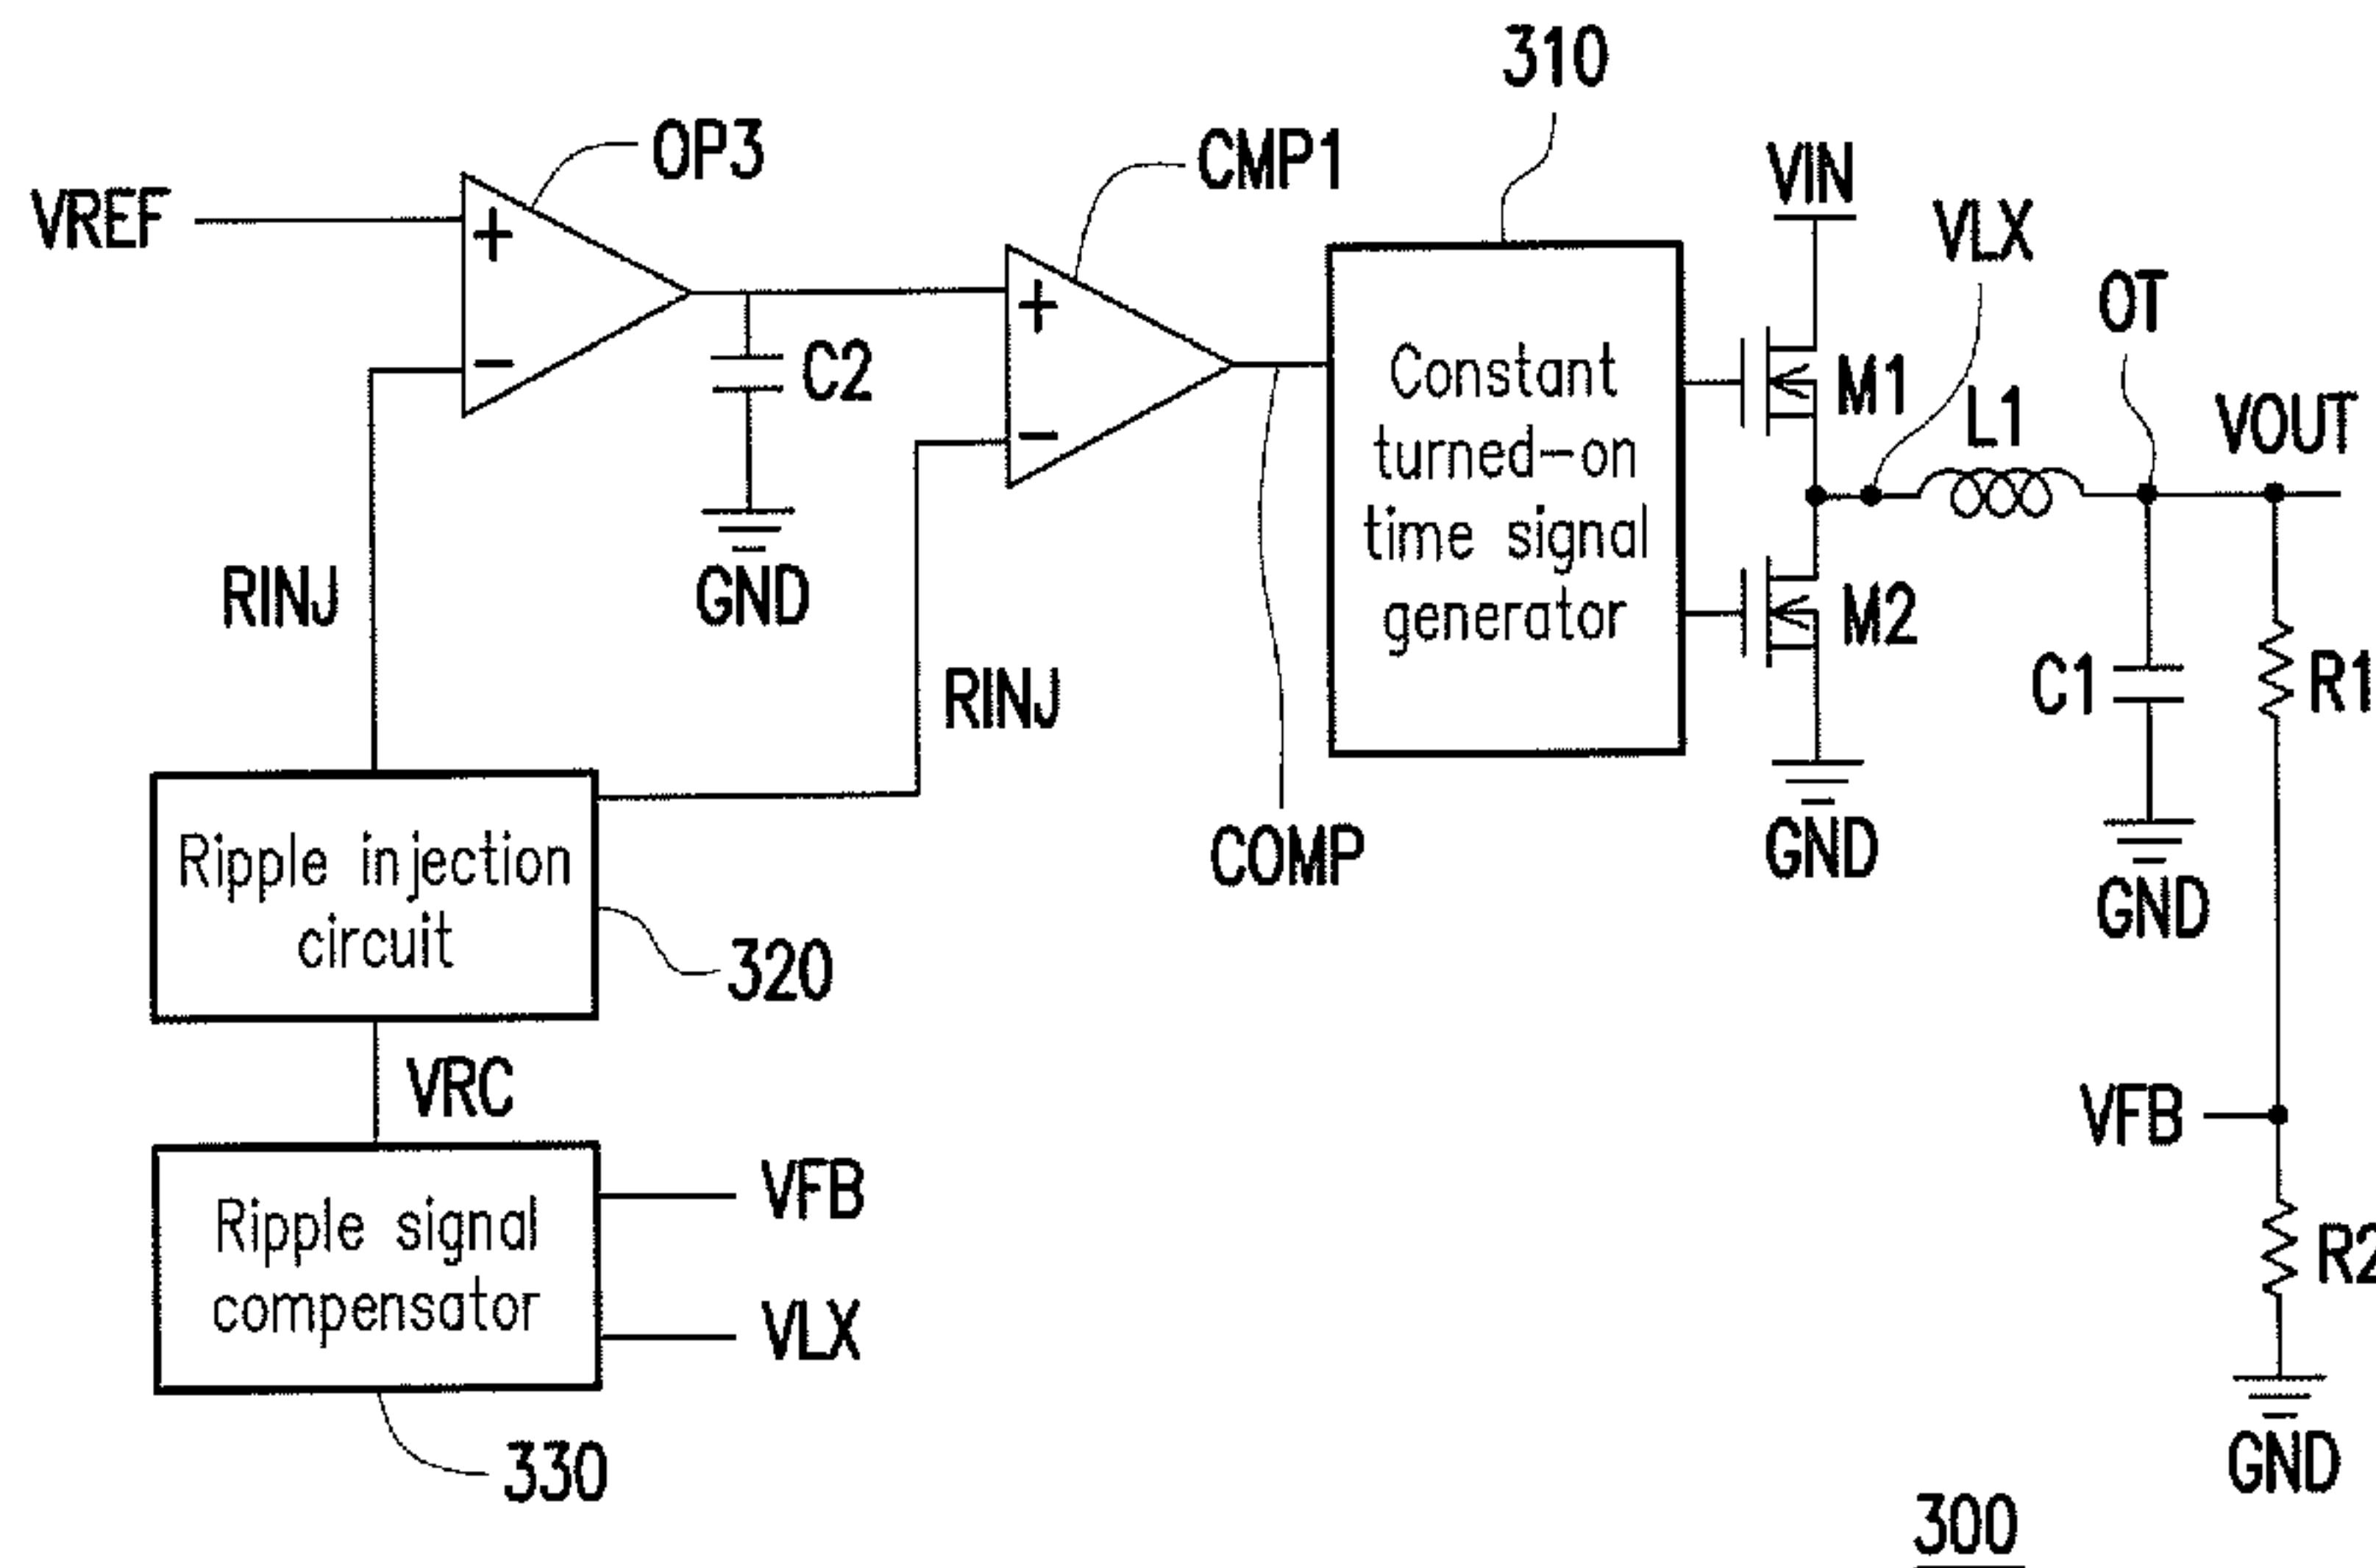 310
OP3
CMP1
VIN
VREF
VLX
OT
+
+
-
C2
Constant
turned-on
time signal
generator
M1
L1
VOUT
-
RINJ
GND
M2
RINJ
C1
R1
COMP
GND
GND
Ripple injection
circuit
320
VRC
VFB
Ripple signal
compensator
VFB
VLX
R2
330
GND
300